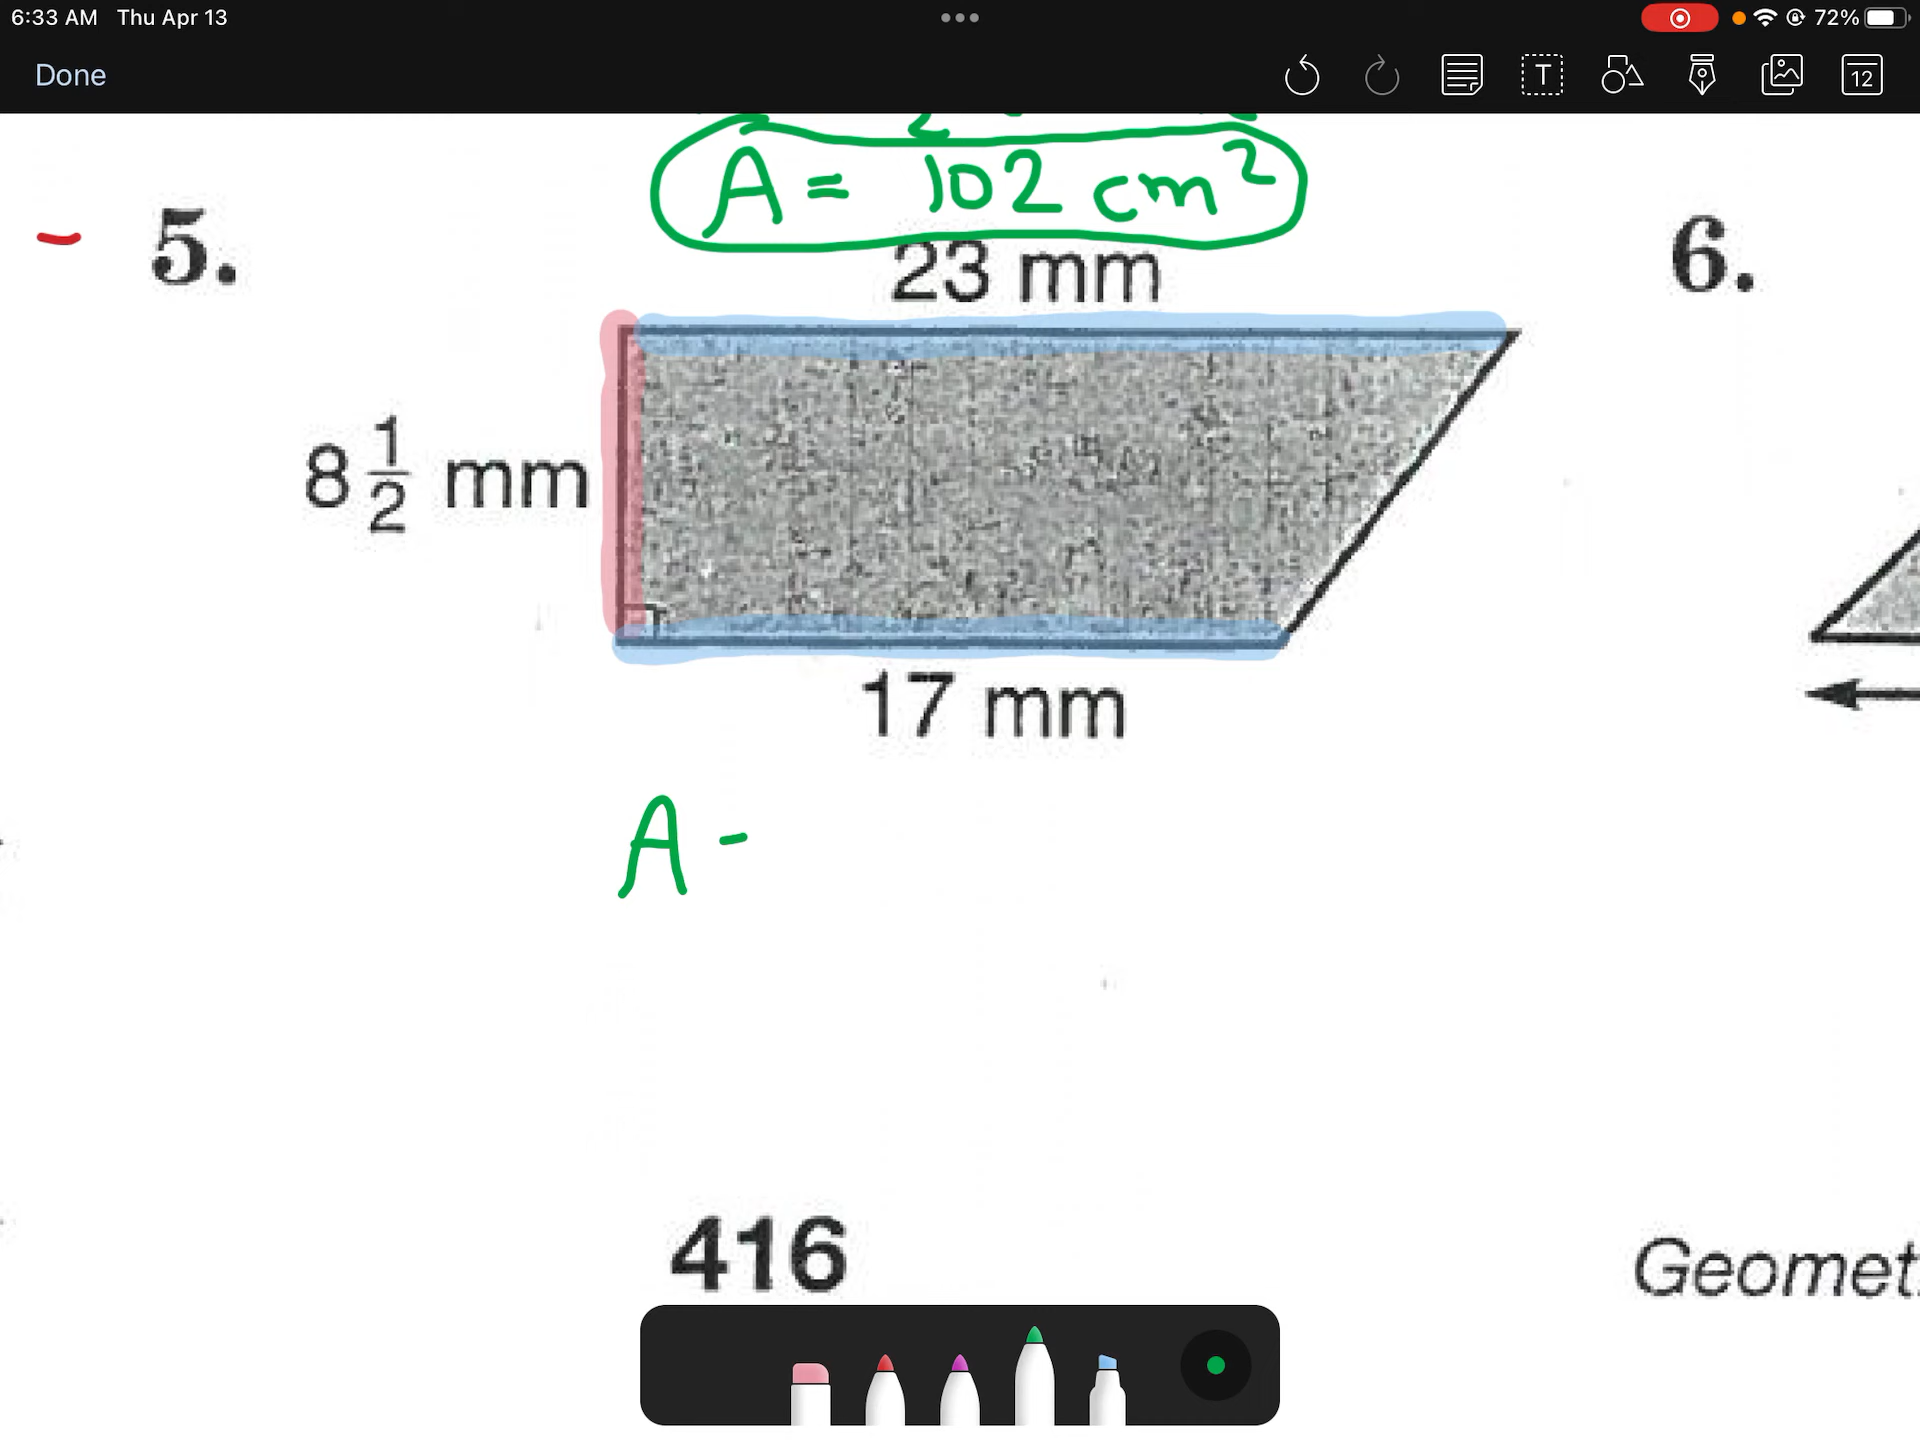 6:33 AM Thu Apr 13
72%
Done
T
12
A = 102 cm²
5.
23 mm
6.
8 1/2 mm
17 mm
A -
416
Geomet